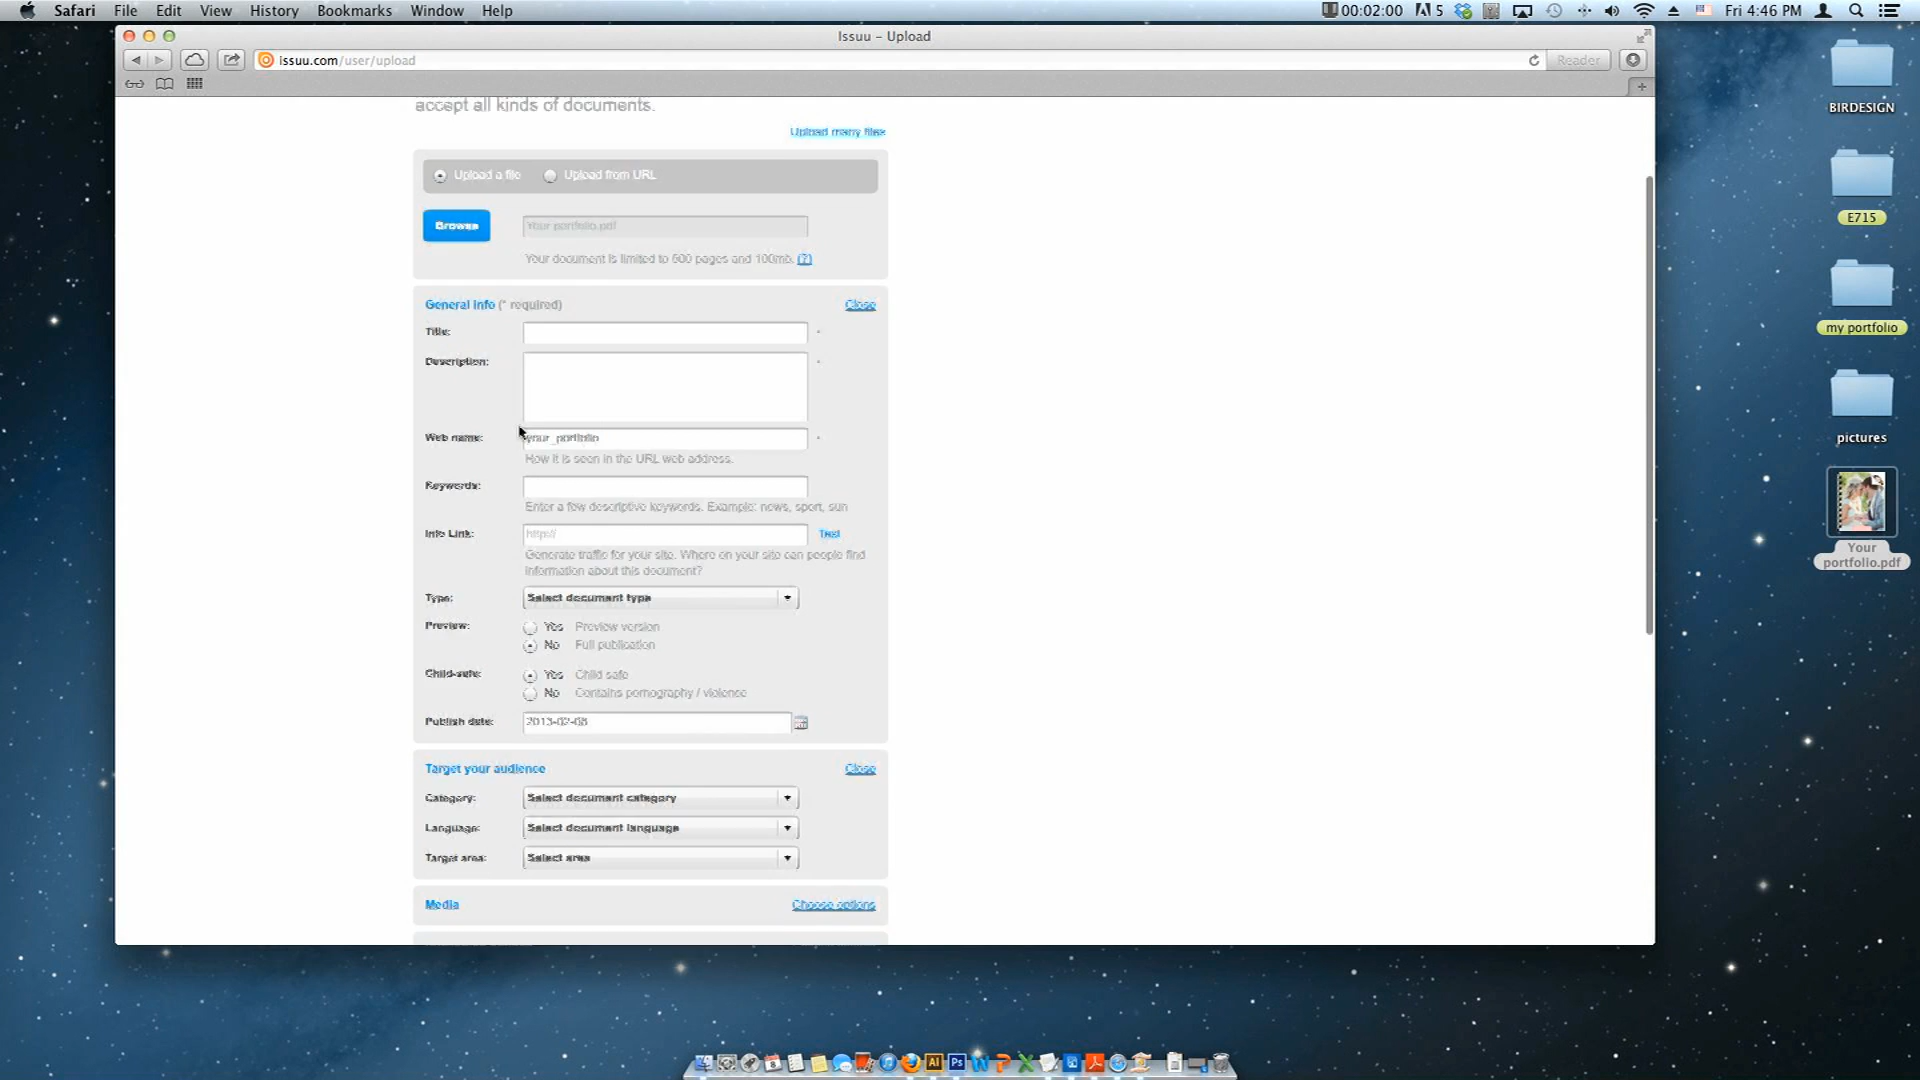 Safari File Edit View History Bookmarks Window Help
00:02:00 5 Fri 4:46 PM
Issuu – Upload
issuu.com/user/upload
Reader
accept all kinds of documents.
Upload many files
Upload a file Upload from URL
Browse Your portfolio.pdf
Your document is limited to 500 pages and 100mb. (?)
General info (* required) Close
Title: *
Description: *
Web name: your_portfolio *
How it is seen in the URL web address.
Keywords:
Enter a few descriptive keywords. Example: news, sport, sun
Info Link: http:// Test
Generate traffic for your site. Where on your site can people find
information about this document?
Type: Select document type
Preview: Yes Preview version
No Full publication
Child-safe: Yes Child safe
No Contains pornography / violence
Publish date: 2013-02-08
Target your audience Close
Category: Select document category
Language: Select document language
Target area: Select area
Media Choose options
BIRDESIGN
E715
my portfolio
pictures
Your
portfolio.pdf
Ai Ps